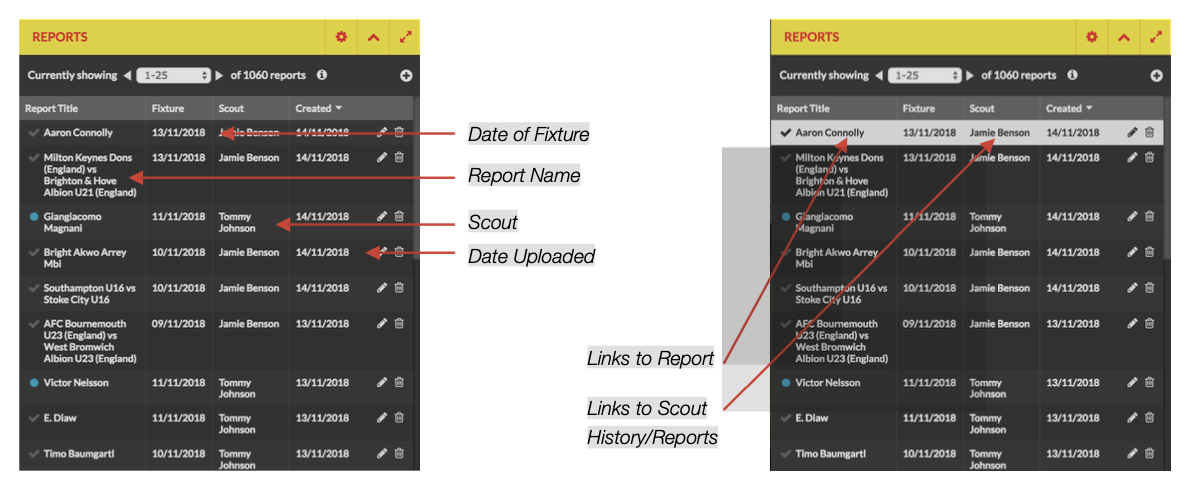 REPORTS
Currently showing 1-25 of 1060 reports
Report Title Fixture Scout Created
Aaron Connolly 13/11/2018 Jamie Benson 14/11/2018
Milton Keynes Dons 13/11/2018 Jamie Benson 14/11/2018
(England) vs
Brighton & Hove
Albion U21 (England)
Giangiacomo 11/11/2018 Tommy 14/11/2018
Magnani Johnson
Bright Akwo Arrey 10/11/2018 Jamie Benson 14/11/2018
Mbi
Southampton U16 vs 10/11/2018 Jamie Benson 14/11/2018
Stoke City U16
AFC Bournemouth 09/11/2018 Jamie Benson 13/11/2018
U23 (England) vs
West Bromwich
Albion U23 (England)
Victor Nelsson 11/11/2018 Tommy 13/11/2018
Johnson
E. Diaw 11/11/2018 Tommy 13/11/2018
Johnson
Timo Baumgartl 10/11/2018 Tommy 13/11/2018
Johnson
Date of Fixture
Report Name
Scout
Date Uploaded
Links to Report
Links to Scout
History/Reports
REPORTS
Currently showing 1-25 of 1060 reports
Report Title Fixture Scout Created
Aaron Connolly 13/11/2018 Jamie Benson 14/11/2018
Milton Keynes Dons 13/11/2018 Jamie Benson 14/11/2018
(England) vs
Brighton & Hove
Albion U21 (England)
Giangiacomo 11/11/2018 Tommy 14/11/2018
Magnani Johnson
Bright Akwo Arrey 10/11/2018 Jamie Benson 14/11/2018
Mbi
Southampton U16 vs 10/11/2018 Jamie Benson 14/11/2018
Stoke City U16
AFC Bournemouth 09/11/2018 Jamie Benson 13/11/2018
U23 (England) vs
West Bromwich
Albion U23 (England)
Victor Nelsson 11/11/2018 Tommy 13/11/2018
Johnson
E. Diaw 11/11/2018 Tommy 13/11/2018
Johnson
Timo Baumgartl 10/11/2018 Tommy 13/11/2018
Johnson